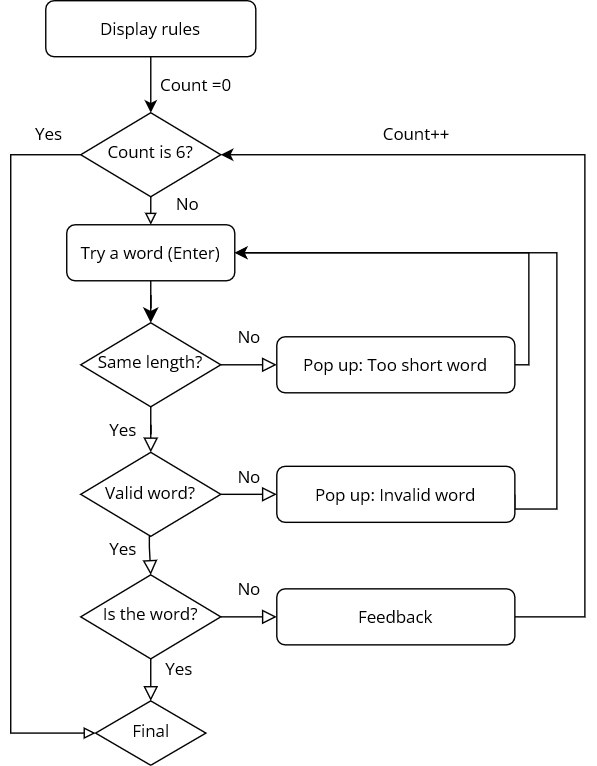 Display rules
Count =0
Yes
Count++
Count is 6?
No
Try a word (Enter)
No
Same length?
Pop up: Too short word
Yes
No
Valid word?
Pop up: Invalid word
Yes
No
Is the word?
Feedback
Yes
Final